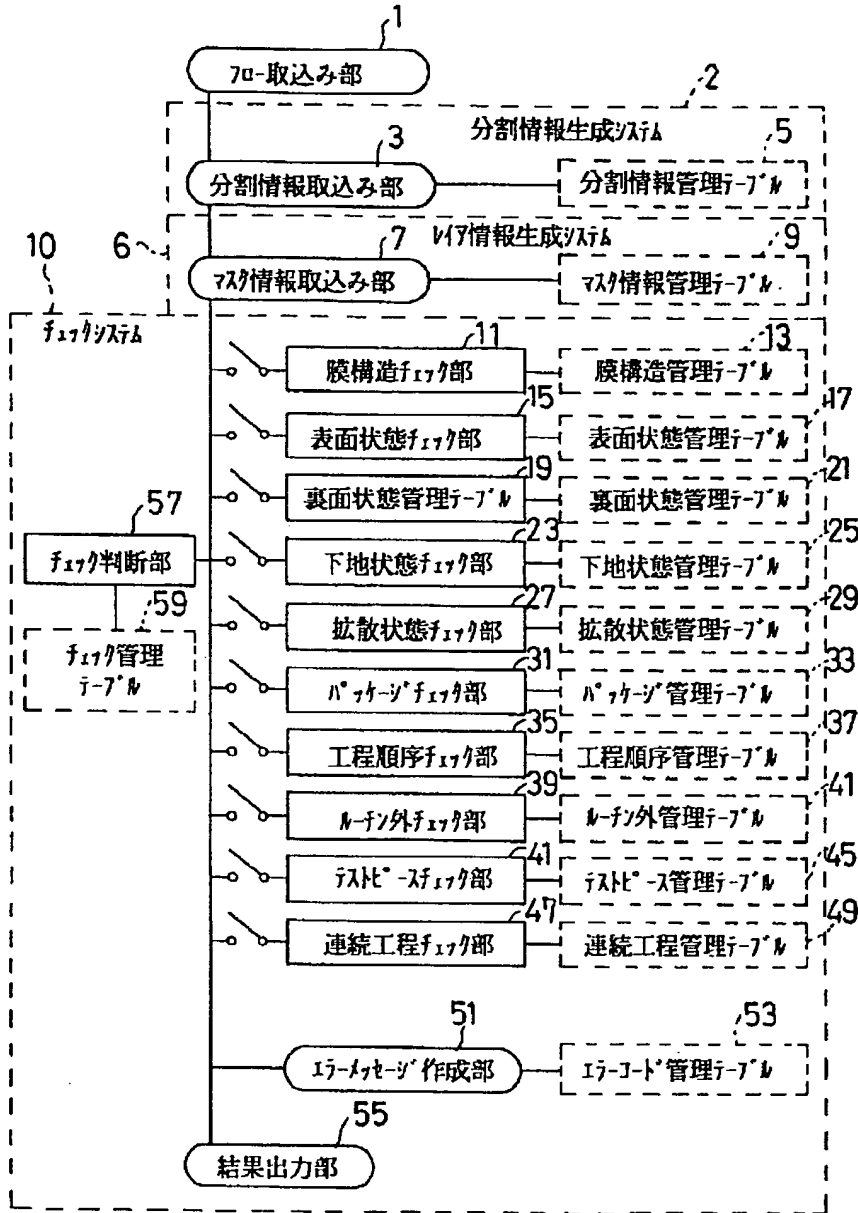 1
フロー取込み部
2
分割情報生成システム
3
5
分割情報取込み部
分割情報管理テーブル
10
6
レイア情報生成システム
7
9
マスク情報取込み部
マスク情報管理テーブル
チェックシステム
11
13
膜構造チェック部
膜構造管理テーブル
15
17
表面状態チェック部
表面状態管理テーブル
19
21
裏面状態管理テーブル
裏面状態管理テーブル
57
23
25
チェック判断部
下地状態チェック部
下地状態管理テーブル
59
27
29
チェック管理
テーブル
拡散状態チェック部
拡散状態管理テーブル
31
33
パッケージチェック部
パッケージ管理テーブル
35
37
工程順序チェック部
工程順序管理テーブル
39
41
ルーチン外チェック部
ルーチン外管理テーブル
41
45
テストピースチェック部
テストピース管理テーブル
47
49
連続工程チェック部
連続工程管理テーブル
51
53
エラーメッセージ作成部
エラーコード管理テーブル
55
結果出力部